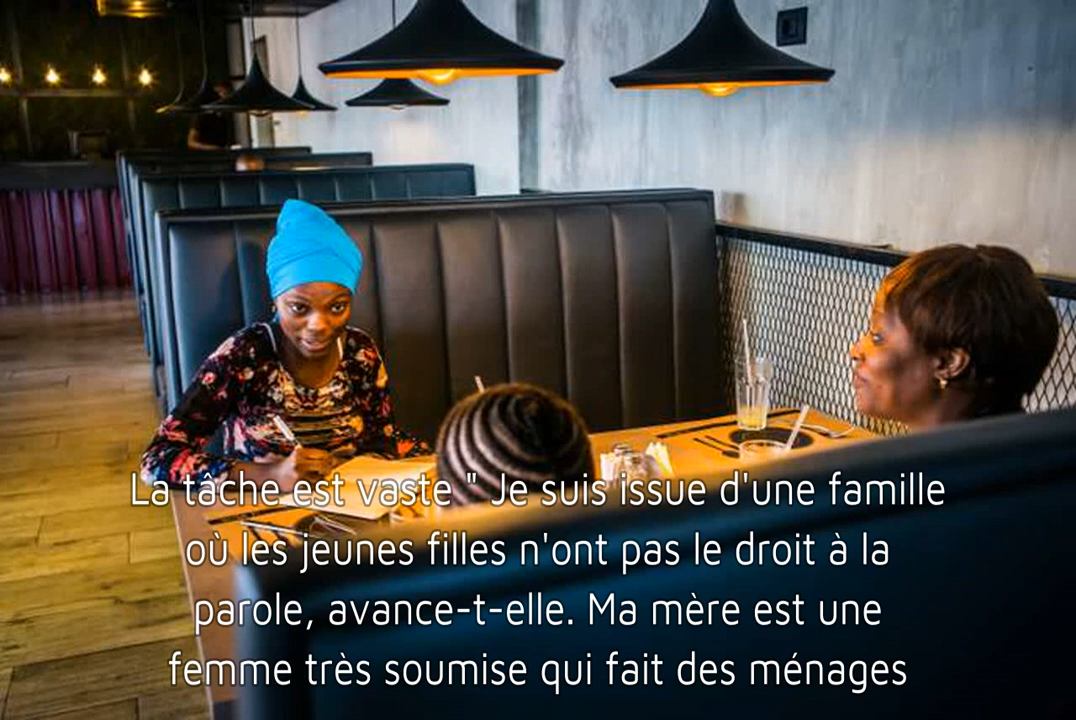 La tâche est vaste " Je suis issue d'une famille
où les jeunes filles n'ont pas le droit à la
parole, avance-t-elle. Ma mère est une
femme très soumise qui fait des ménages